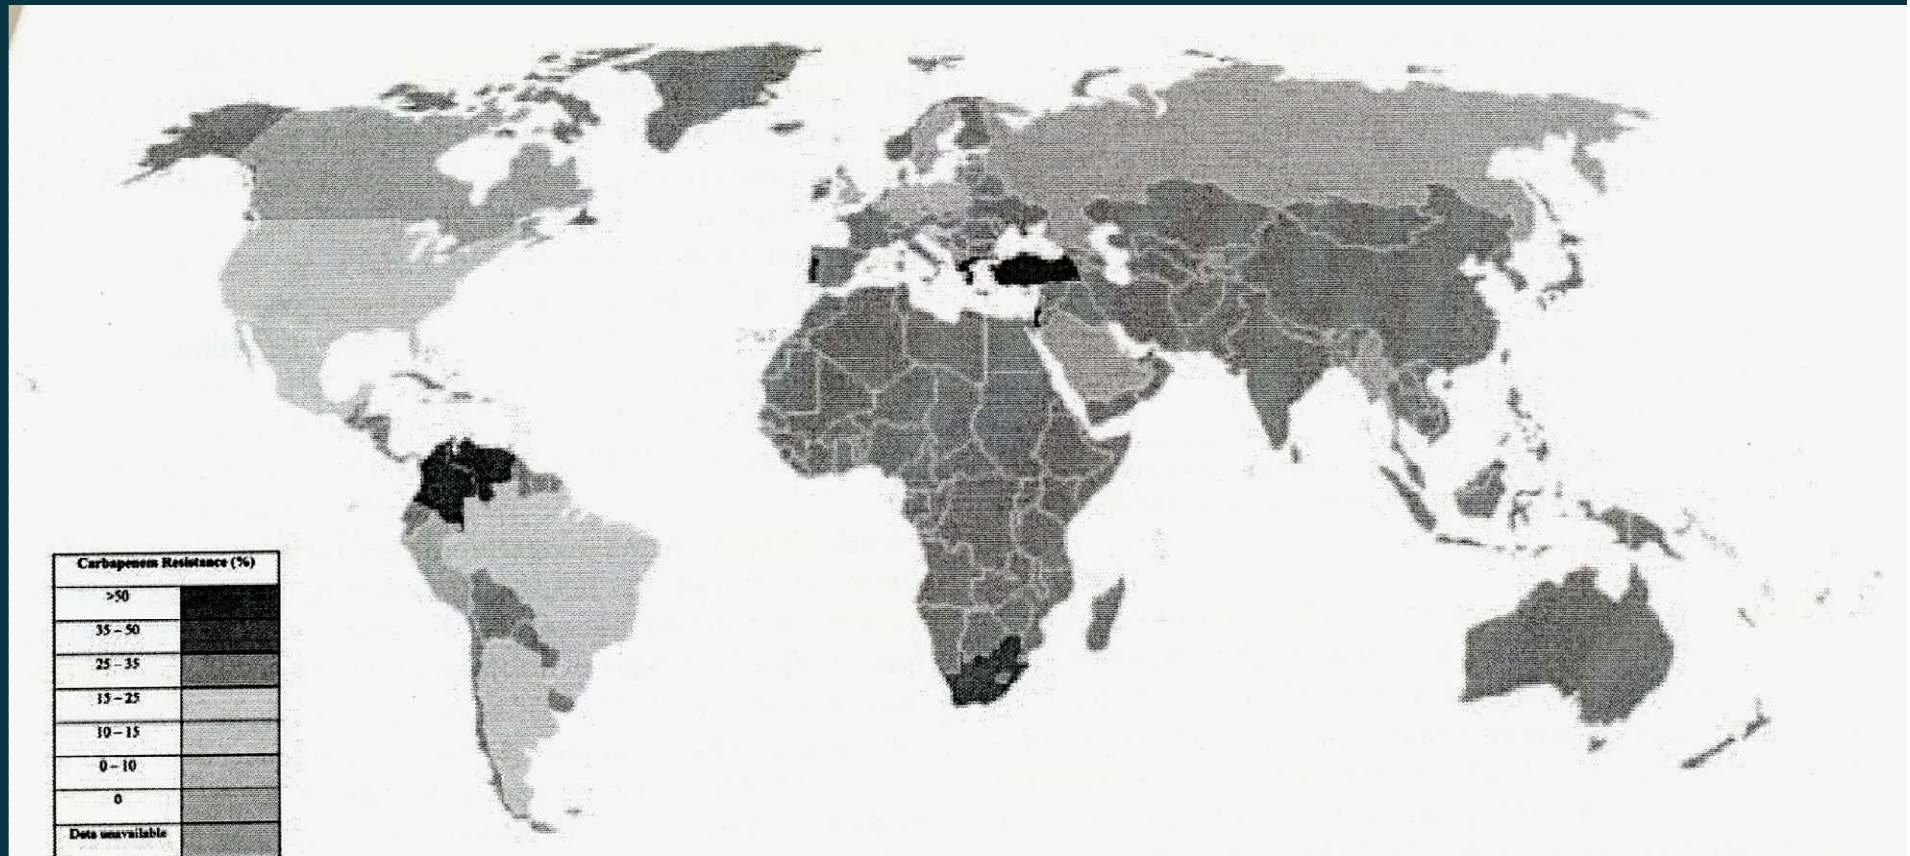 Carbapenem Resistance (%)
>50
35 – 50
25 – 35
15 – 25
10 – 15
0 – 10
0
Data unavailable